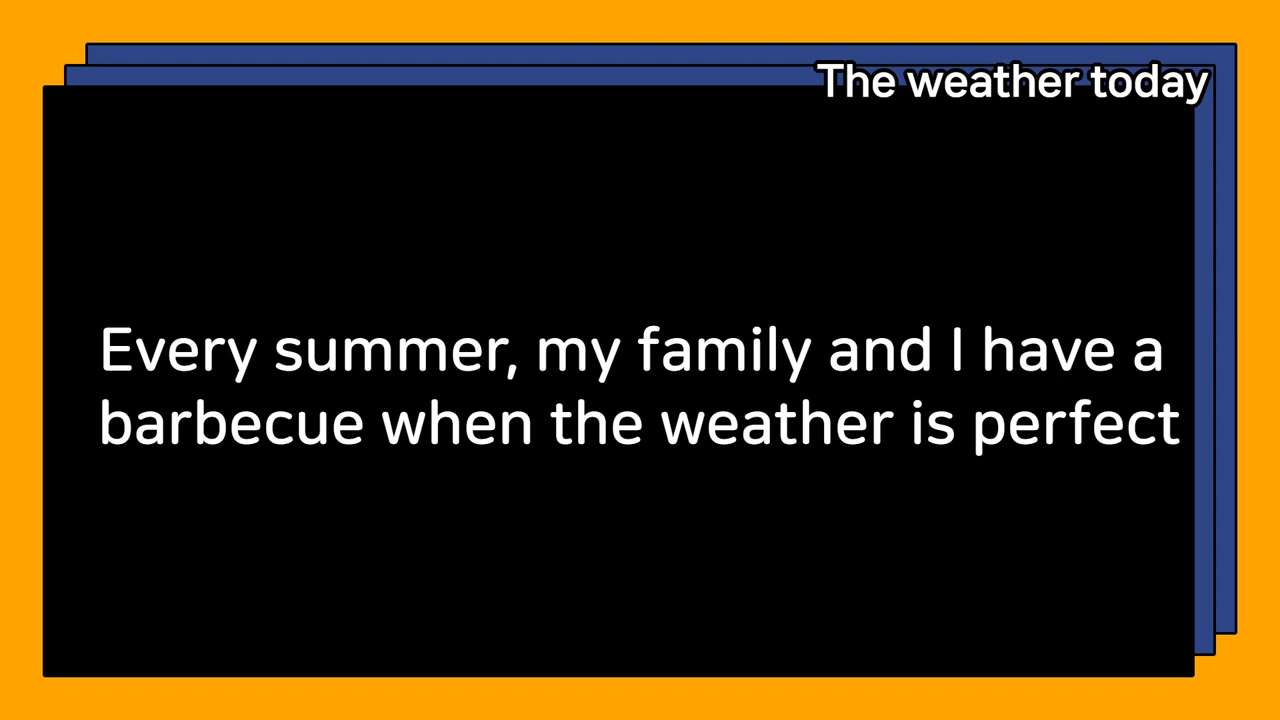 The weather today
Every summer, my family and I have a
barbecue when the weather is perfect